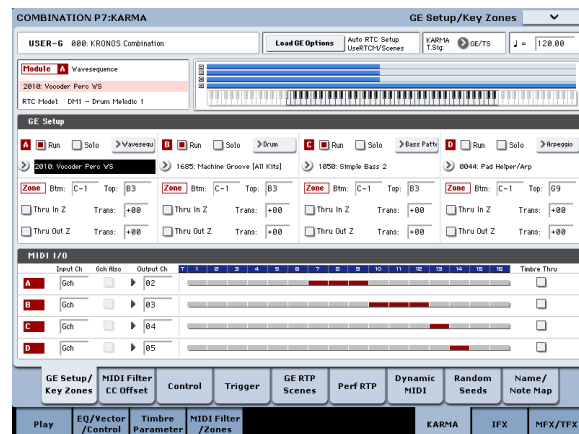 COMBINATION P7:KARMA GE Setup/Key Zones
USER-G 000: KRONOS Combination Load GE Options Auto RTC Setup UseRTCM/Scenes KARMA T.Sig: GE/TS ♩ = 120.00
Module A Wavesequence
2010: Vocoder Perc WS
RTC Model: DM1 - Drum Melodic 1
GE Setup
A Run Solo Wavesequ B Run Solo Drum C Run Solo Bass Patte D Run Solo Arpeggio
2010: Vocoder Perc WS 1685: Machine Groove [All Kits] 1050: Simple Bass 2 0044: Pad Helper/Arp
Zone Btm: C-1 Top: B3 Zone Btm: C-1 Top: B3 Zone Btm: C-1 Top: B3 Zone Btm: C-1 Top: G9
Thru In Z Trans: +00 Thru In Z Trans: +00 Thru In Z Trans: +00 Thru In Z Trans: +00
Thru Out Z Trans: +00 Thru Out Z Trans: +00 Thru Out Z Trans: +00 Thru Out Z Trans: +00
MIDI I/O
Input Ch Gch Also Output Ch T 1 2 3 4 5 6 7 8 9 10 11 12 13 14 15 16 Timbre Thru
A Gch 02
B Gch 03
C Gch 04
D Gch 05
GE Setup/ Key Zones MIDI Filter CC Offset Control Trigger GE RTP Scenes Perf RTP Dynamic MIDI Random Seeds Name/ Note Map
Play EQ/Vector /Control Timbre Parameter MIDI Filter /Zones KARMA IFX MFX/TFX